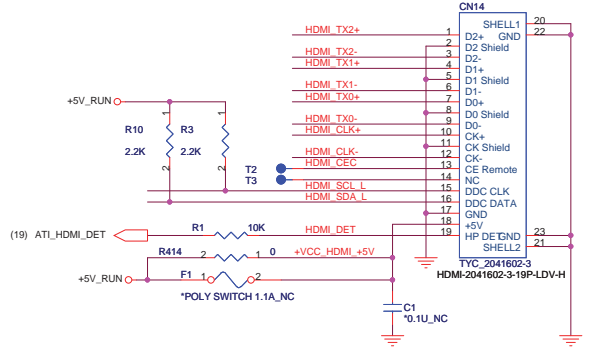 CN14
SHELL1 20
GND 22
HDMI_TX2+ 1 D2+
2 D2 Shield
HDMI_TX2- 3 D2-
HDMI_TX1+ 4 D1+
5 D1 Shield
HDMI_TX1- 6 D1-
HDMI_TX0+ 7 D0+
8 D0 Shield
HDMI_TX0- 9 D0-
HDMI_CLK+ 10 CK+
11 CK Shield
HDMI_CLK- 12 CK-
HDMI_CEC 13 CE Remote
14 NC
HDMI_SCL_L 15 DDC CLK
HDMI_SDA_L 16 DDC DATA
17 GND
18 +5V
HDMI_DET 19 HP DET
GND 23
SHELL2 21
TYC_2041602-3
HDMI-2041602-3-19P-LDV-H
+5V_RUN
1 1
R10 R3
2.2K 2.2K
2 2
T2
T3
(19) ATI_HDMI_DET R1 10K
R414 2 1 0 +VCC_HDMI_+5V
+5V_RUN F1 1 2
*POLY SWITCH 1.1A_NC
C1
*0.1U_NC